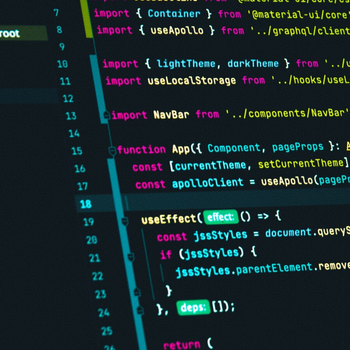 7 import { Container } from '@material-ui/core'
root
8 import { useApollo } from '../graphql/client
9
10 import { lightTheme, darkTheme } from '../u
11 import useLocalStorage from '../hooks/useL
12
13 import NavBar from '../components/NavBar'
14
15 function App({ Component, pageProps }:
16 const [currentTheme, setCurrentTheme]
17 const apolloClient = useApollo(pageP
18
19 useEffect( effect: () => {
20 const jssStyles = document.queryS
21 if (jssStyles) {
22 jssStyles.parentElement.remove
23 }
24 }, deps: []);
25
26 return (